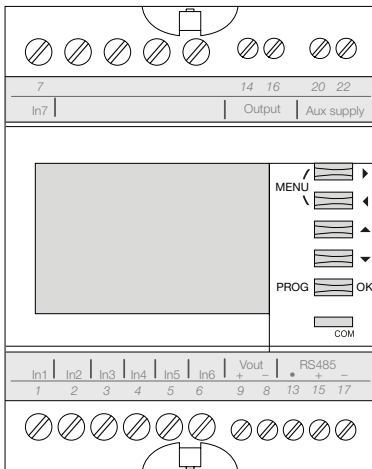 7 14 16 20 22
In7 Output Aux supply
MENU
PROG OK
COM
In1 In2 In3 In4 In5 In6 Vout RS485
+ − • + −
1 2 3 4 5 6 9 8 13 15 17